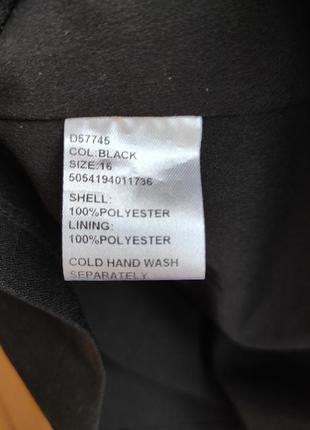 D57745
COL:BLACK
SIZE:16
5054194011736
SHELL:
100%POLYESTER
LINING:
100%POLYESTER
COLD HAND WASH
SEPARATELY.